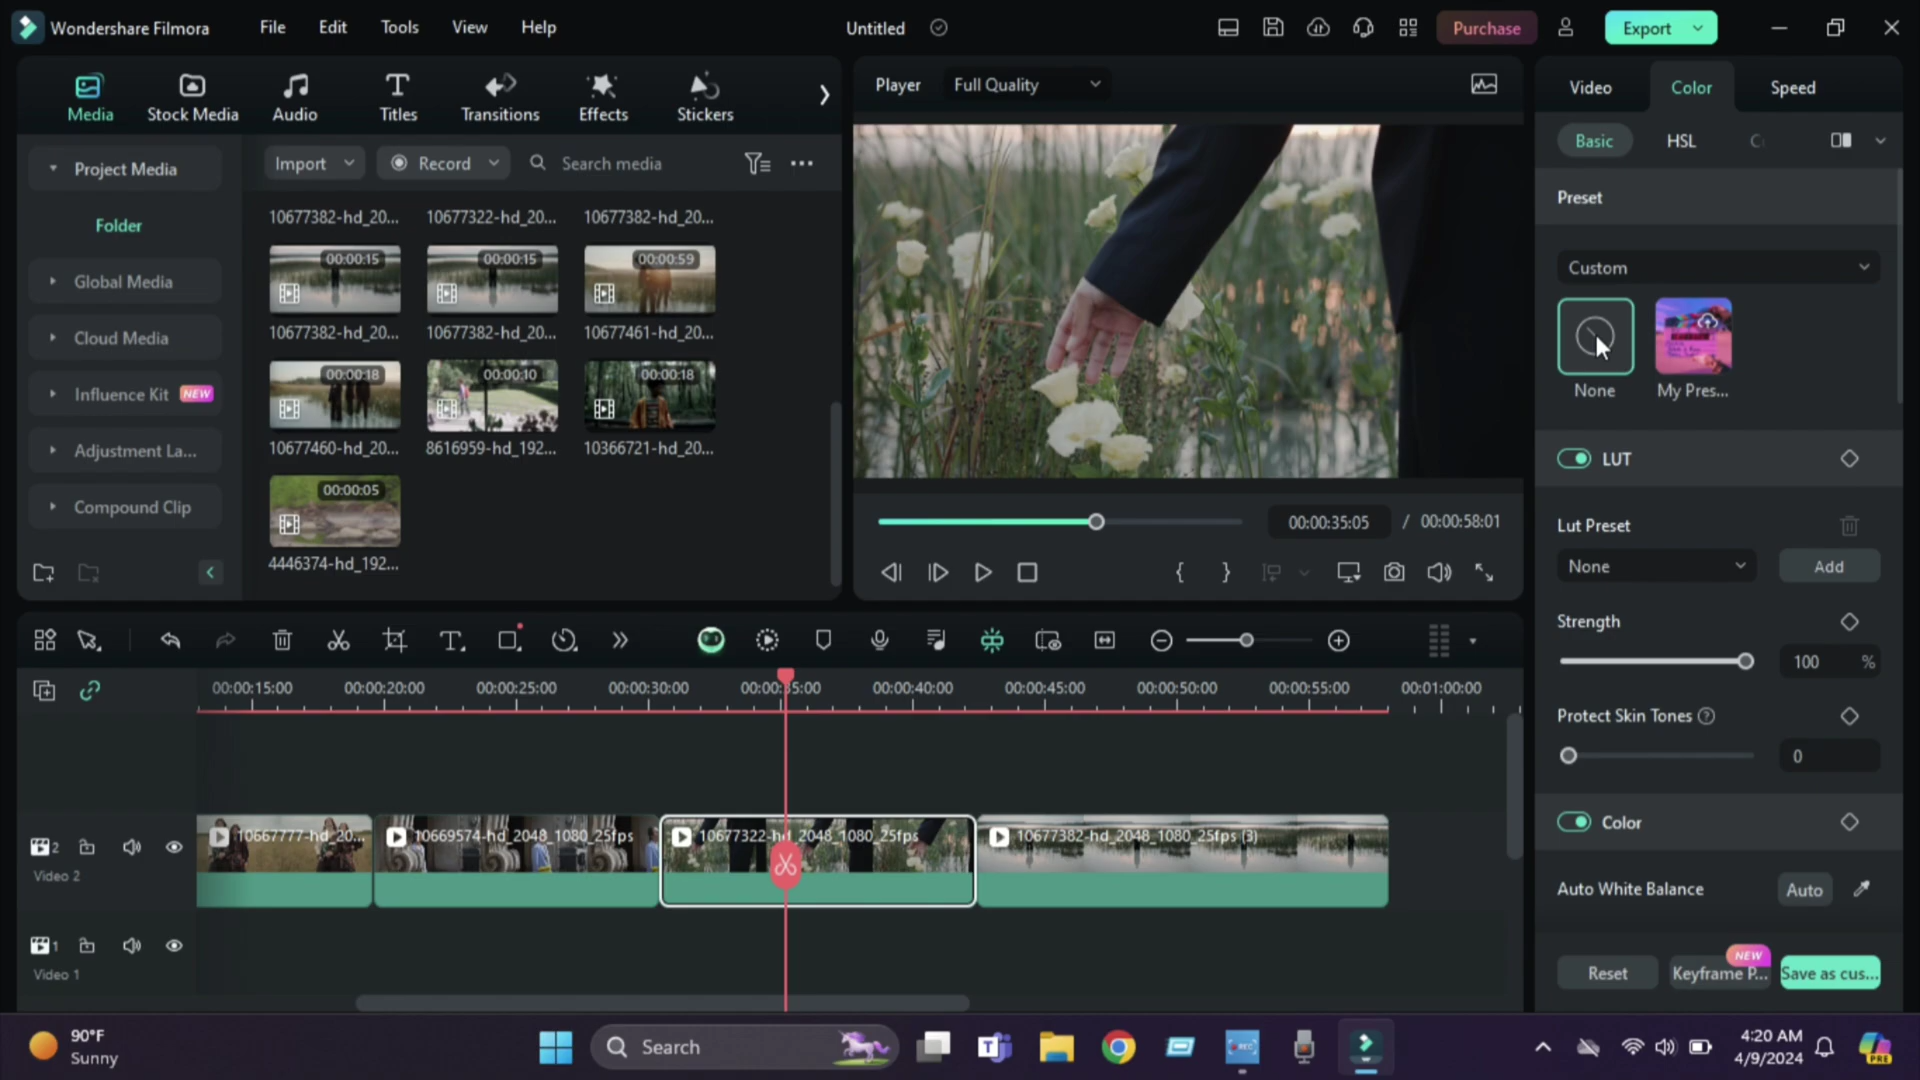 Wondershare Filmora
File
Edit
Tools
View
Help
Untitled
Purchase
Export
Media
Stock Media
Audio
Titles
Transitions
Effects
Stickers
Player
Full Quality
Video
Color
Speed
Project Media
Import
Record
Search media
Basic
HSL
Preset
Folder
10677382-hd_20...
10677322-hd_20...
10677382-hd_20...
Global Media
00:00:15
00:00:15
00:00:59
Custom
Cloud Media
10677382-hd_20...
10677382-hd_20...
10677461-hd_20...
Influence Kit NEW
00:00:18
00:00:10
00:00:18
None
My Pres...
Adjustment La...
10677460-hd_20...
8616959-hd_192...
10366721-hd_20...
LUT
Compound Clip
00:00:05
4446374-hd_192...
00:00:35:05 / 00:00:58:01
Lut Preset
None
Add
Strength
100 %
00:00:15:00
00:00:20:00
00:00:25:00
00:00:30:00
00:00:35:00
00:00:40:00
00:00:45:00
00:00:50:00
00:00:55:00
00:01:00:00
Protect Skin Tones
0
2
Video 2
10667777-hd_20...
10669574-hd_2048_1080_25fps
10677322-hd_2048_1080_25fps
10677382-hd_2048_1080_25fps (3)
Color
Auto White Balance
Auto
1
Video 1
NEW
Reset
Keyframe P...
Save as cus...
90°F
Sunny
Search
REC
4:20 AM
4/9/2024
PRE